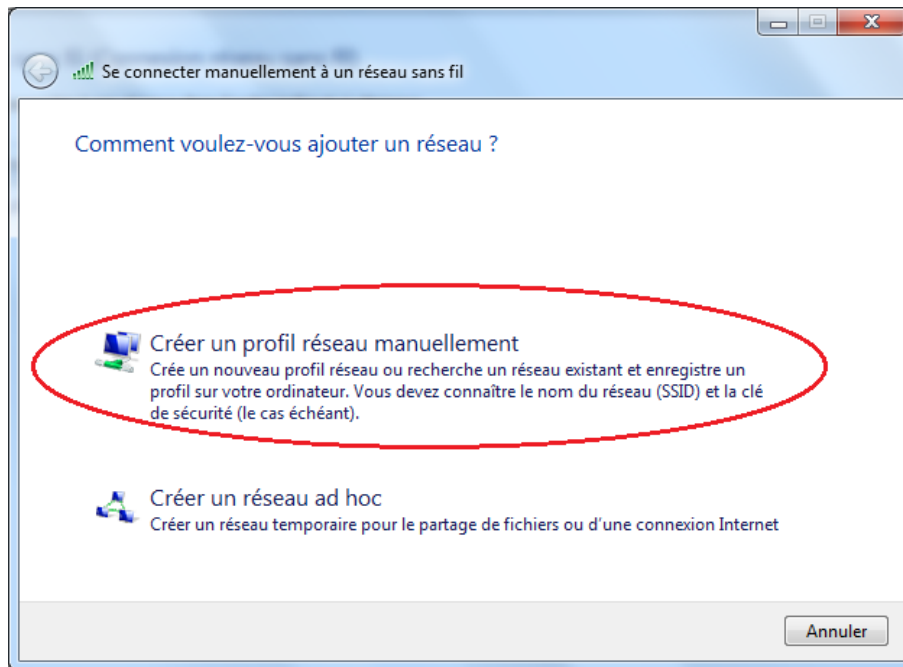 Se connecter manuellement à un réseau sans fil
Comment voulez-vous ajouter un réseau ?
Créer un profil réseau manuellement
Crée un nouveau profil réseau ou recherche un réseau existant et enregistre un
profil sur votre ordinateur. Vous devez connaître le nom du réseau (SSID) et la clé
de sécurité (le cas échéant).
Créer un réseau ad hoc
Créer un réseau temporaire pour le partage de fichiers ou d’une connexion Internet
Annuler